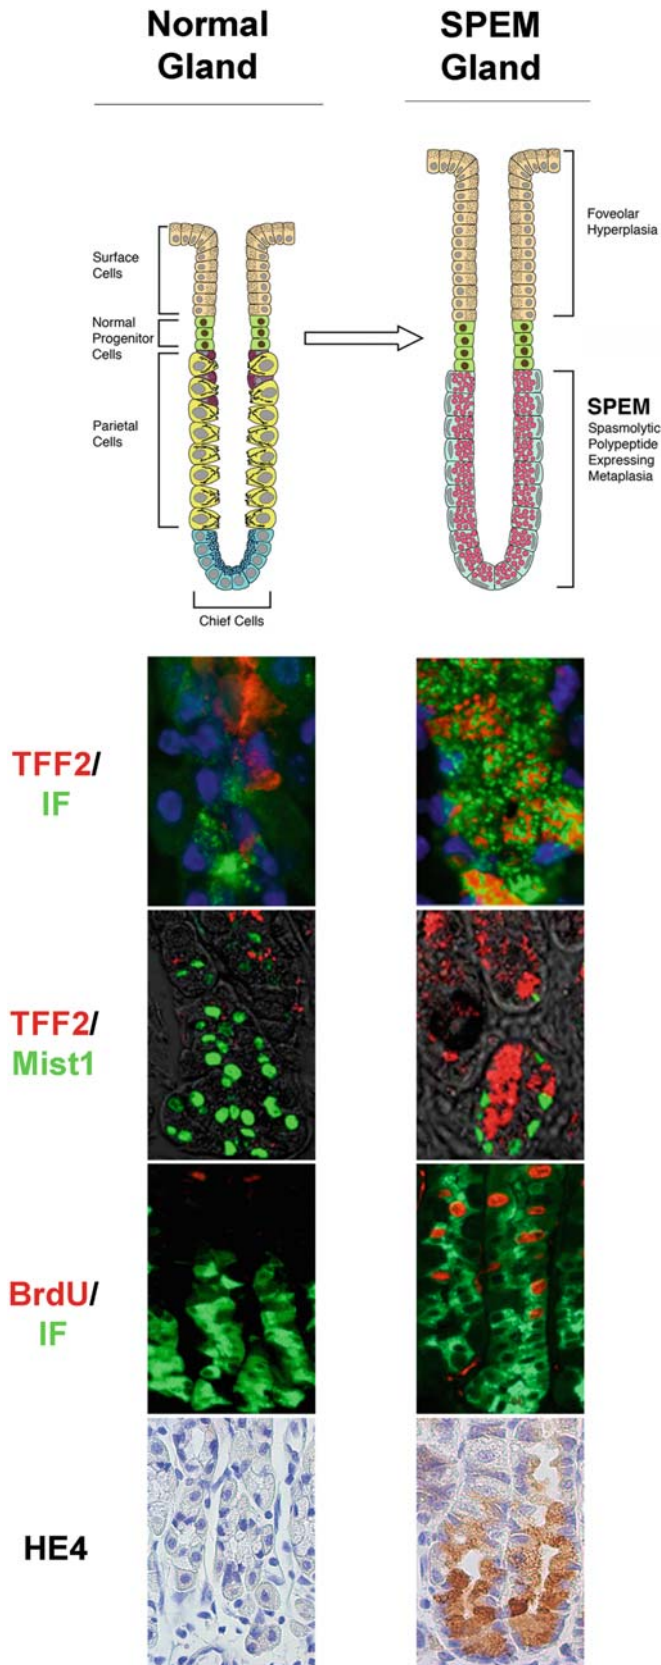 Normal
Gland
SPEM
Gland
Surface
Cells
Normal
Progenitor
Cells
Parietal
Cells
Chief Cells
Foveolar
Hyperplasia
SPEM
Spasmolytic
Polypeptide
Expressing
Metaplasia
TFF2/
IF
TFF2/
Mist1
BrdU/
IF
HE4